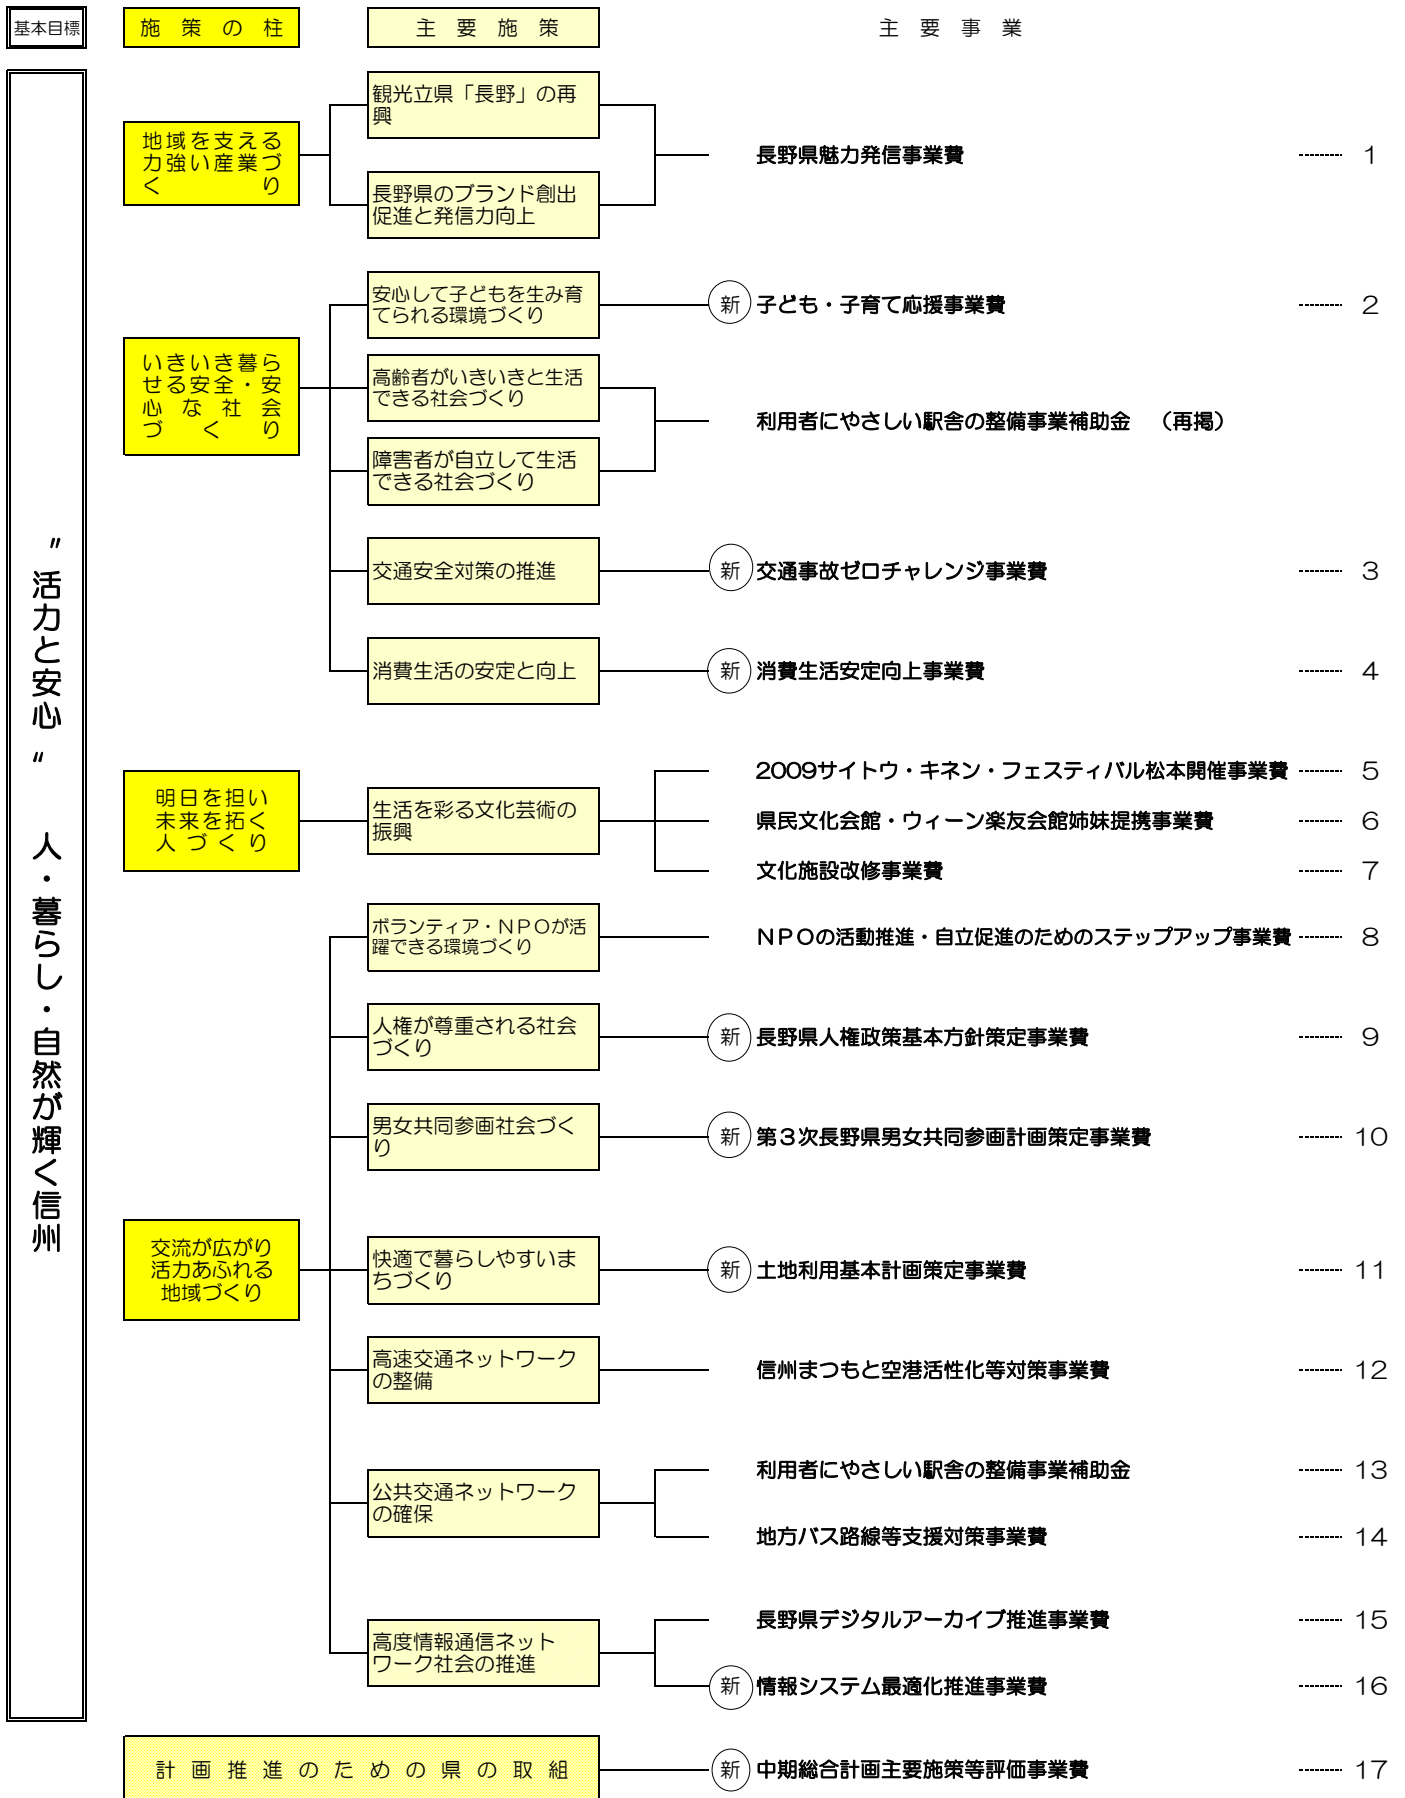 基本目標
施策の柱
主要施策
主要事業
〝活力と安心〟 人・暮らし・自然が輝く信州
地域を支える
力強い産業づ
くり
観光立県「長野」の再
興
長野県のブランド創出
促進と発信力向上
長野県魅力発信事業費 1
いきいき暮ら
せる安全・安
心な社会
づくり
安心して子どもを生み育
てられる環境づくり
新 子ども・子育て応援事業費 2
高齢者がいきいきと生活
できる社会づくり
障害者が自立して生活
できる社会づくり
利用者にやさしい駅舎の整備事業補助金 （再掲）
交通安全対策の推進
新 交通事故ゼロチャレンジ事業費 3
消費生活の安定と向上
新 消費生活安定向上事業費 4
明日を担い
未来を拓く
人づくり
生活を彩る文化芸術の
振興
2009サイトウ・キネン・フェスティバル松本開催事業費 5
県民文化会館・ウィーン楽友会館姉妹提携事業費 6
文化施設改修事業費 7
交流が広がり
活力あふれる
地域づくり
ボランティア・ＮＰＯが活
躍できる環境づくり
ＮＰＯの活動推進・自立促進のためのステップアップ事業費 8
人権が尊重される社会
づくり
新 長野県人権政策基本方針策定事業費 9
男女共同参画社会づく
り
新 第３次長野県男女共同参画計画策定事業費 10
快適で暮らしやすいま
ちづくり
新 土地利用基本計画策定事業費 11
高速交通ネットワーク
の整備
信州まつもと空港活性化等対策事業費 12
公共交通ネットワーク
の確保
利用者にやさしい駅舎の整備事業補助金 13
地方バス路線等支援対策事業費 14
高度情報通信ネット
ワーク社会の推進
長野県デジタルアーカイブ推進事業費 15
新 情報システム最適化推進事業費 16
計画推進のための県の取組
新 中期総合計画主要施策等評価事業費 17